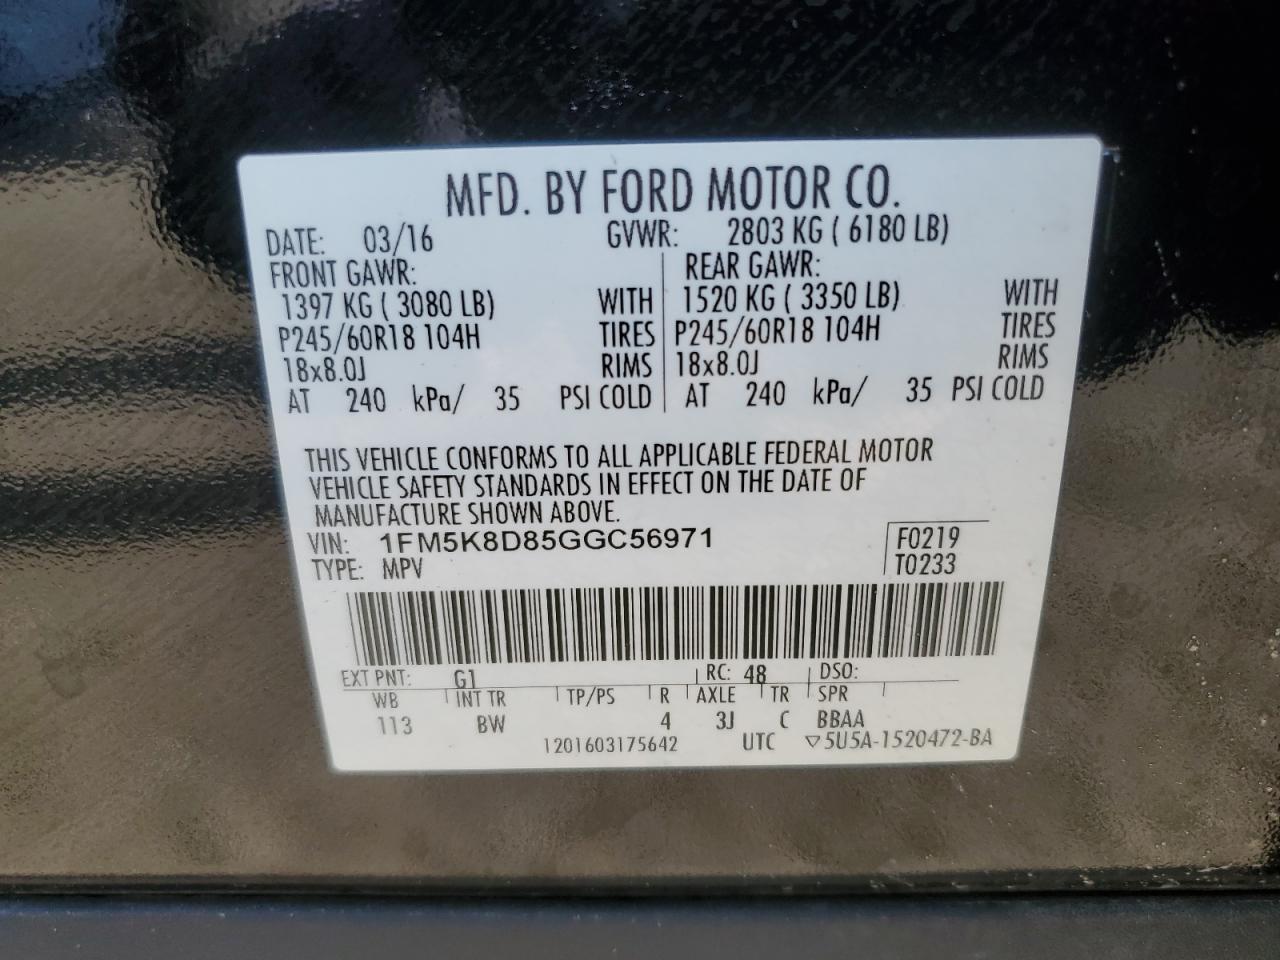 MFD. BY FORD MOTOR CO.
DATE: 03/16 GVWR: 2803 KG ( 6180 LB)
FRONT GAWR: REAR GAWR:
1397 KG ( 3080 LB) WITH 1520 KG ( 3350 LB) WITH
P245/60R18 104H TIRES P245/60R18 104H TIRES
18x8.0J RIMS 18x8.0J RIMS
AT 240 kPa/ 35 PSI COLD AT 240 kPa/ 35 PSI COLD
THIS VEHICLE CONFORMS TO ALL APPLICABLE FEDERAL MOTOR
VEHICLE SAFETY STANDARDS IN EFFECT ON THE DATE OF
MANUFACTURE SHOWN ABOVE.
VIN: 1FM5K8D85GGC56971 F0219
TYPE: MPV T0233
EXT PNT: G1 RC: 48 DSO:
WB INT TR TP/PS R AXLE TR SPR
113 BW 4 3J C BBAA
1201603175642 UTC ▽5U5A-1520472-BA